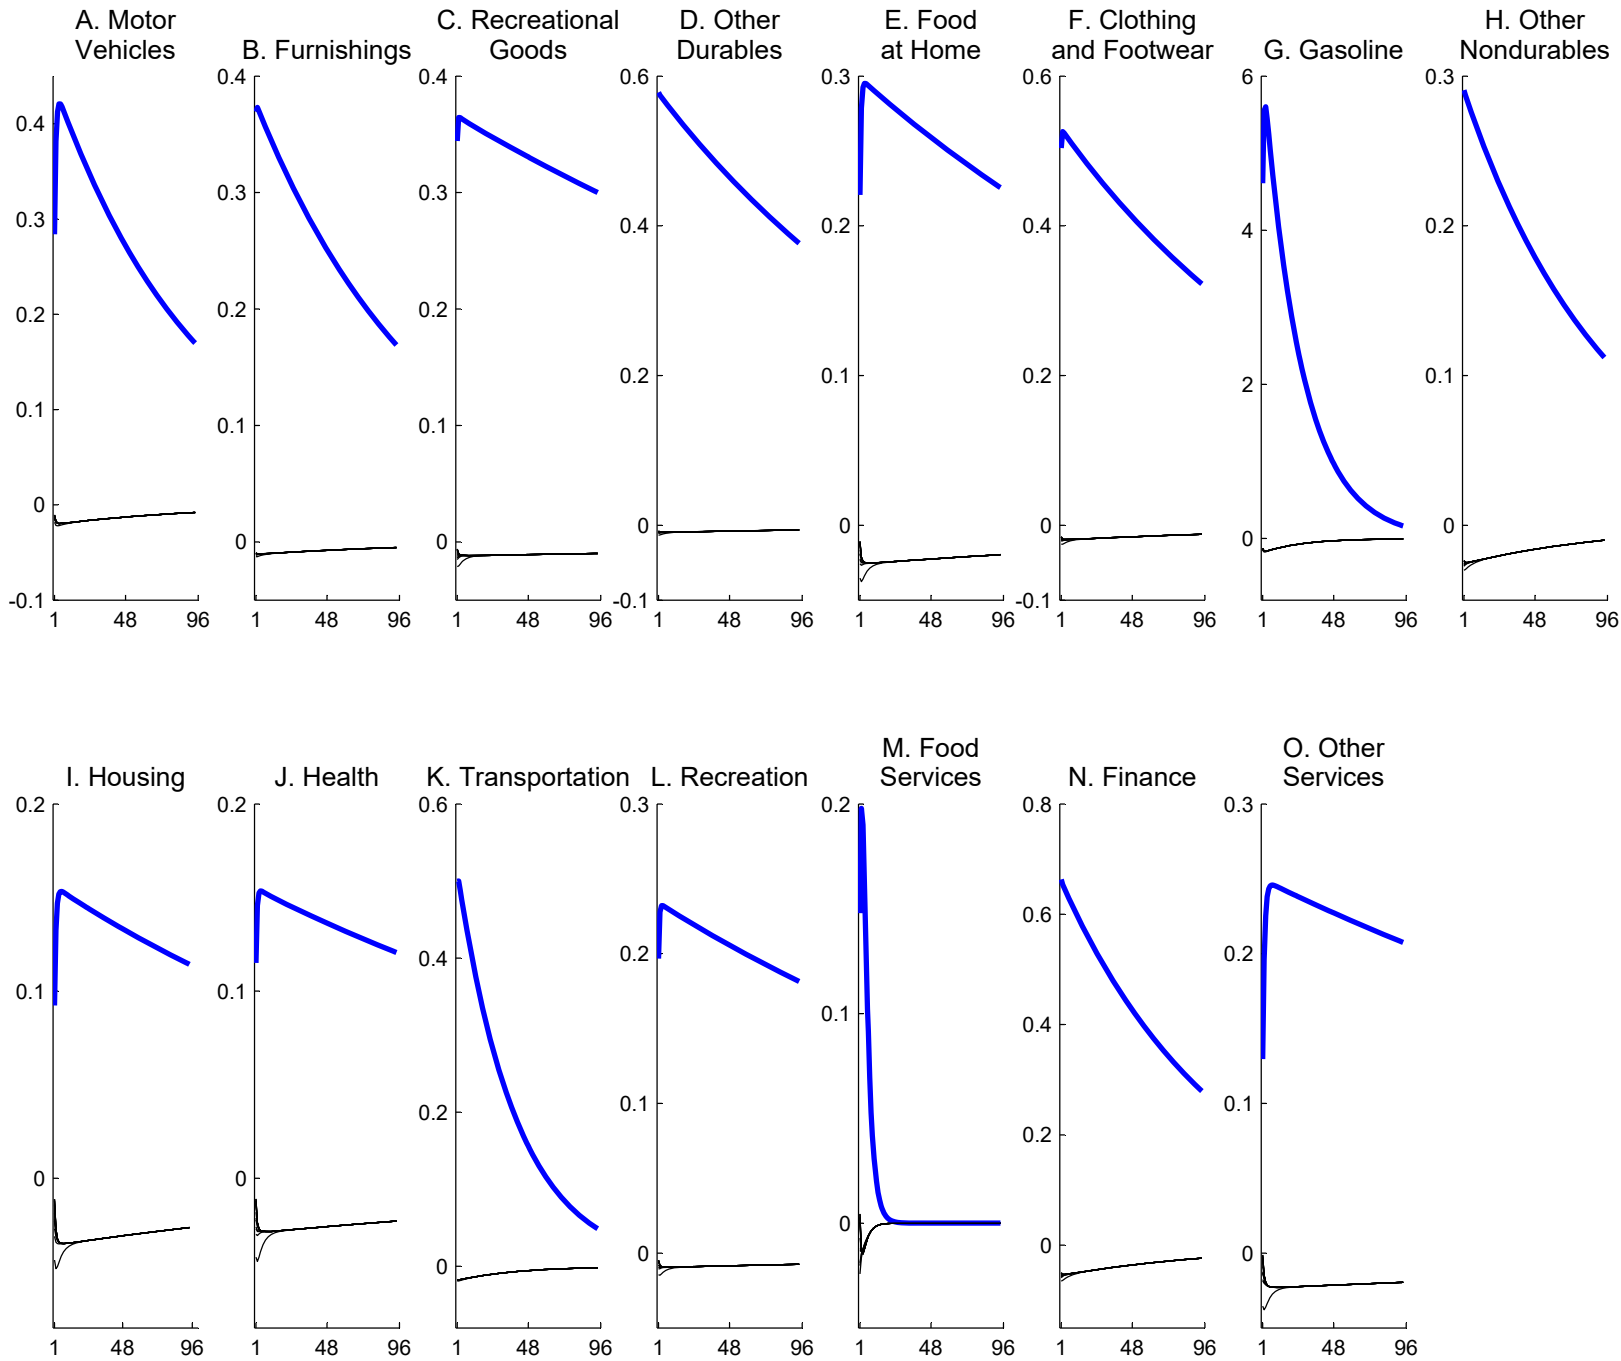 A. Motor
Vehicles
B. Furnishings
C. Recreational
Goods
D. Other
Durables
E. Food
at Home
F. Clothing
and Footwear
G. Gasoline
H. Other
Nondurables
0.4
0.3
0.2
0.1
0
-0.1
1 48 96
0.4
0.3
0.2
0.1
0
1 48 96
0.4
0.3
0.2
0.1
0
1 48 96
0.6
0.4
0.2
0
-0.1
1 48 96
0.3
0.2
0.1
0
1 48 96
0.6
0.4
0.2
0
-0.1
1 48 96
6
4
2
0
1 48 96
0.3
0.2
0.1
0
1 48 96
I. Housing
J. Health
K. Transportation
L. Recreation
M. Food
Services
N. Finance
O. Other
Services
0.2
0.1
0
1 48 96
0.2
0.1
0
1 48 96
0.6
0.4
0.2
0
1 48 96
0.3
0.2
0.1
0
1 48 96
0.2
0.1
0
1 48 96
0.8
0.6
0.4
0.2
0
1 48 96
0.3
0.2
0.1
0
1 48 96